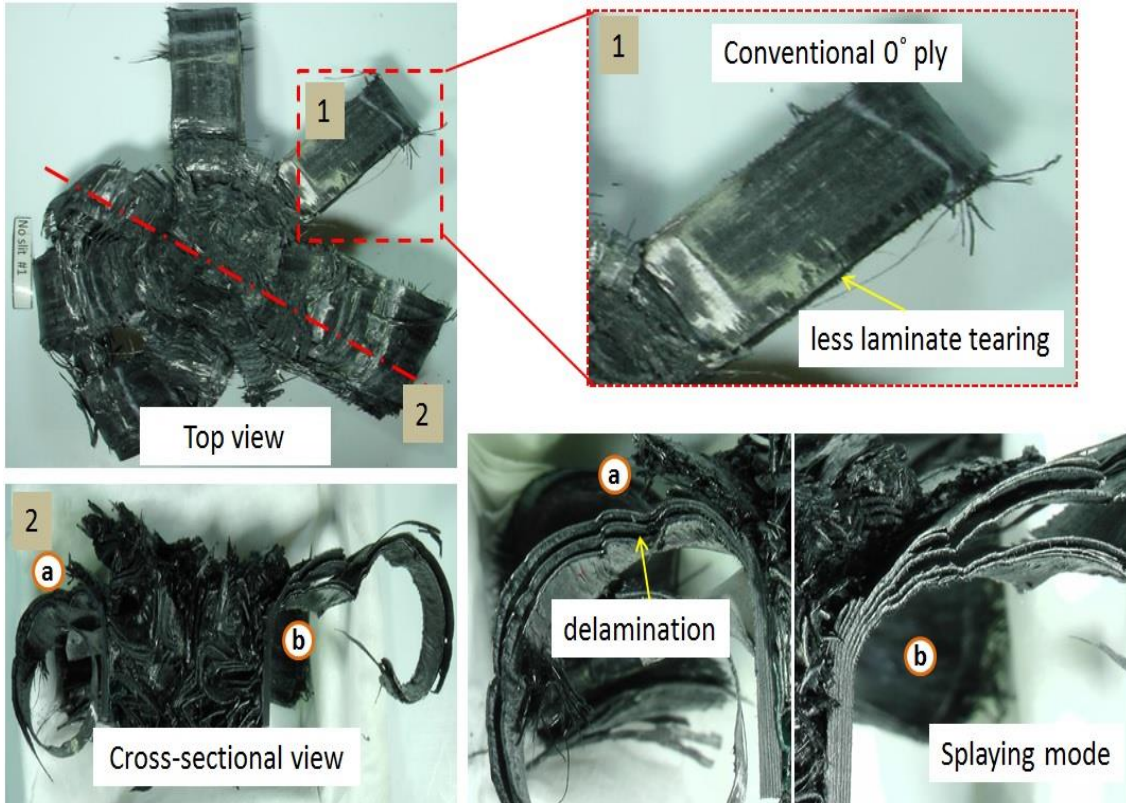 1
No slit #1
2
Top view
1
Conventional 0° ply
less laminate tearing
2
a
b
Cross-sectional view
a
delamination
b
Splaying mode